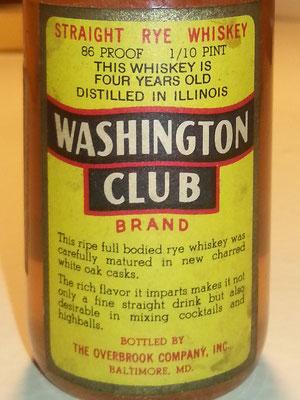 STRAIGHT RYE WHISKEY
86 PROOF 1/10 PINT
THIS WHISKEY IS
FOUR YEARS OLD
DISTILLED IN ILLINOIS
WASHINGTON
CLUB
BRAND
This ripe full bodied rye whiskey was
carefully matured in new charred
white oak casks.
The rich flavor it imparts makes it not
only a fine straight drink but also
desirable in mixing cocktails and
highballs.
BOTTLED BY
THE OVERBROOK COMPANY, INC.
BALTIMORE, MD.